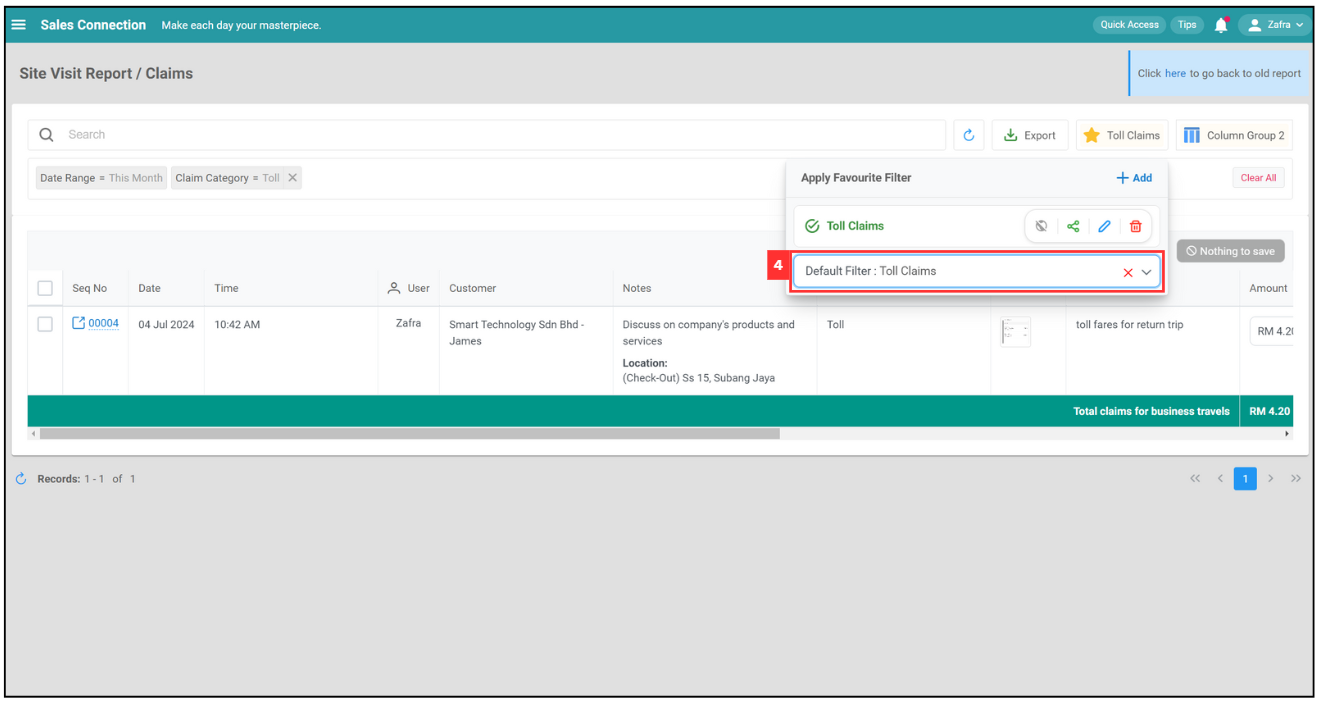 Sales Connection Make each day your masterpiece. Quick Access Tips Zafra
Site Visit Report / Claims
Click here to go back to old report
Search
Export
Toll Claims
Column Group 2
Date Range = This Month
Claim Category = Toll
Clear All
Apply Favourite Filter
Add
Toll Claims
Nothing to save
4
Default Filter : Toll Claims
Seq No Date Time User Customer Notes Amount
00004 04 Jul 2024 10:42 AM Zafra Smart Technology Sdn Bhd - Discuss on company's products and Toll toll fares for return trip RM 4.20
James services
Location:
(Check-Out) Ss 15, Subang Jaya
Total claims for business travels RM 4.20
Records: 1 - 1 of 1
1